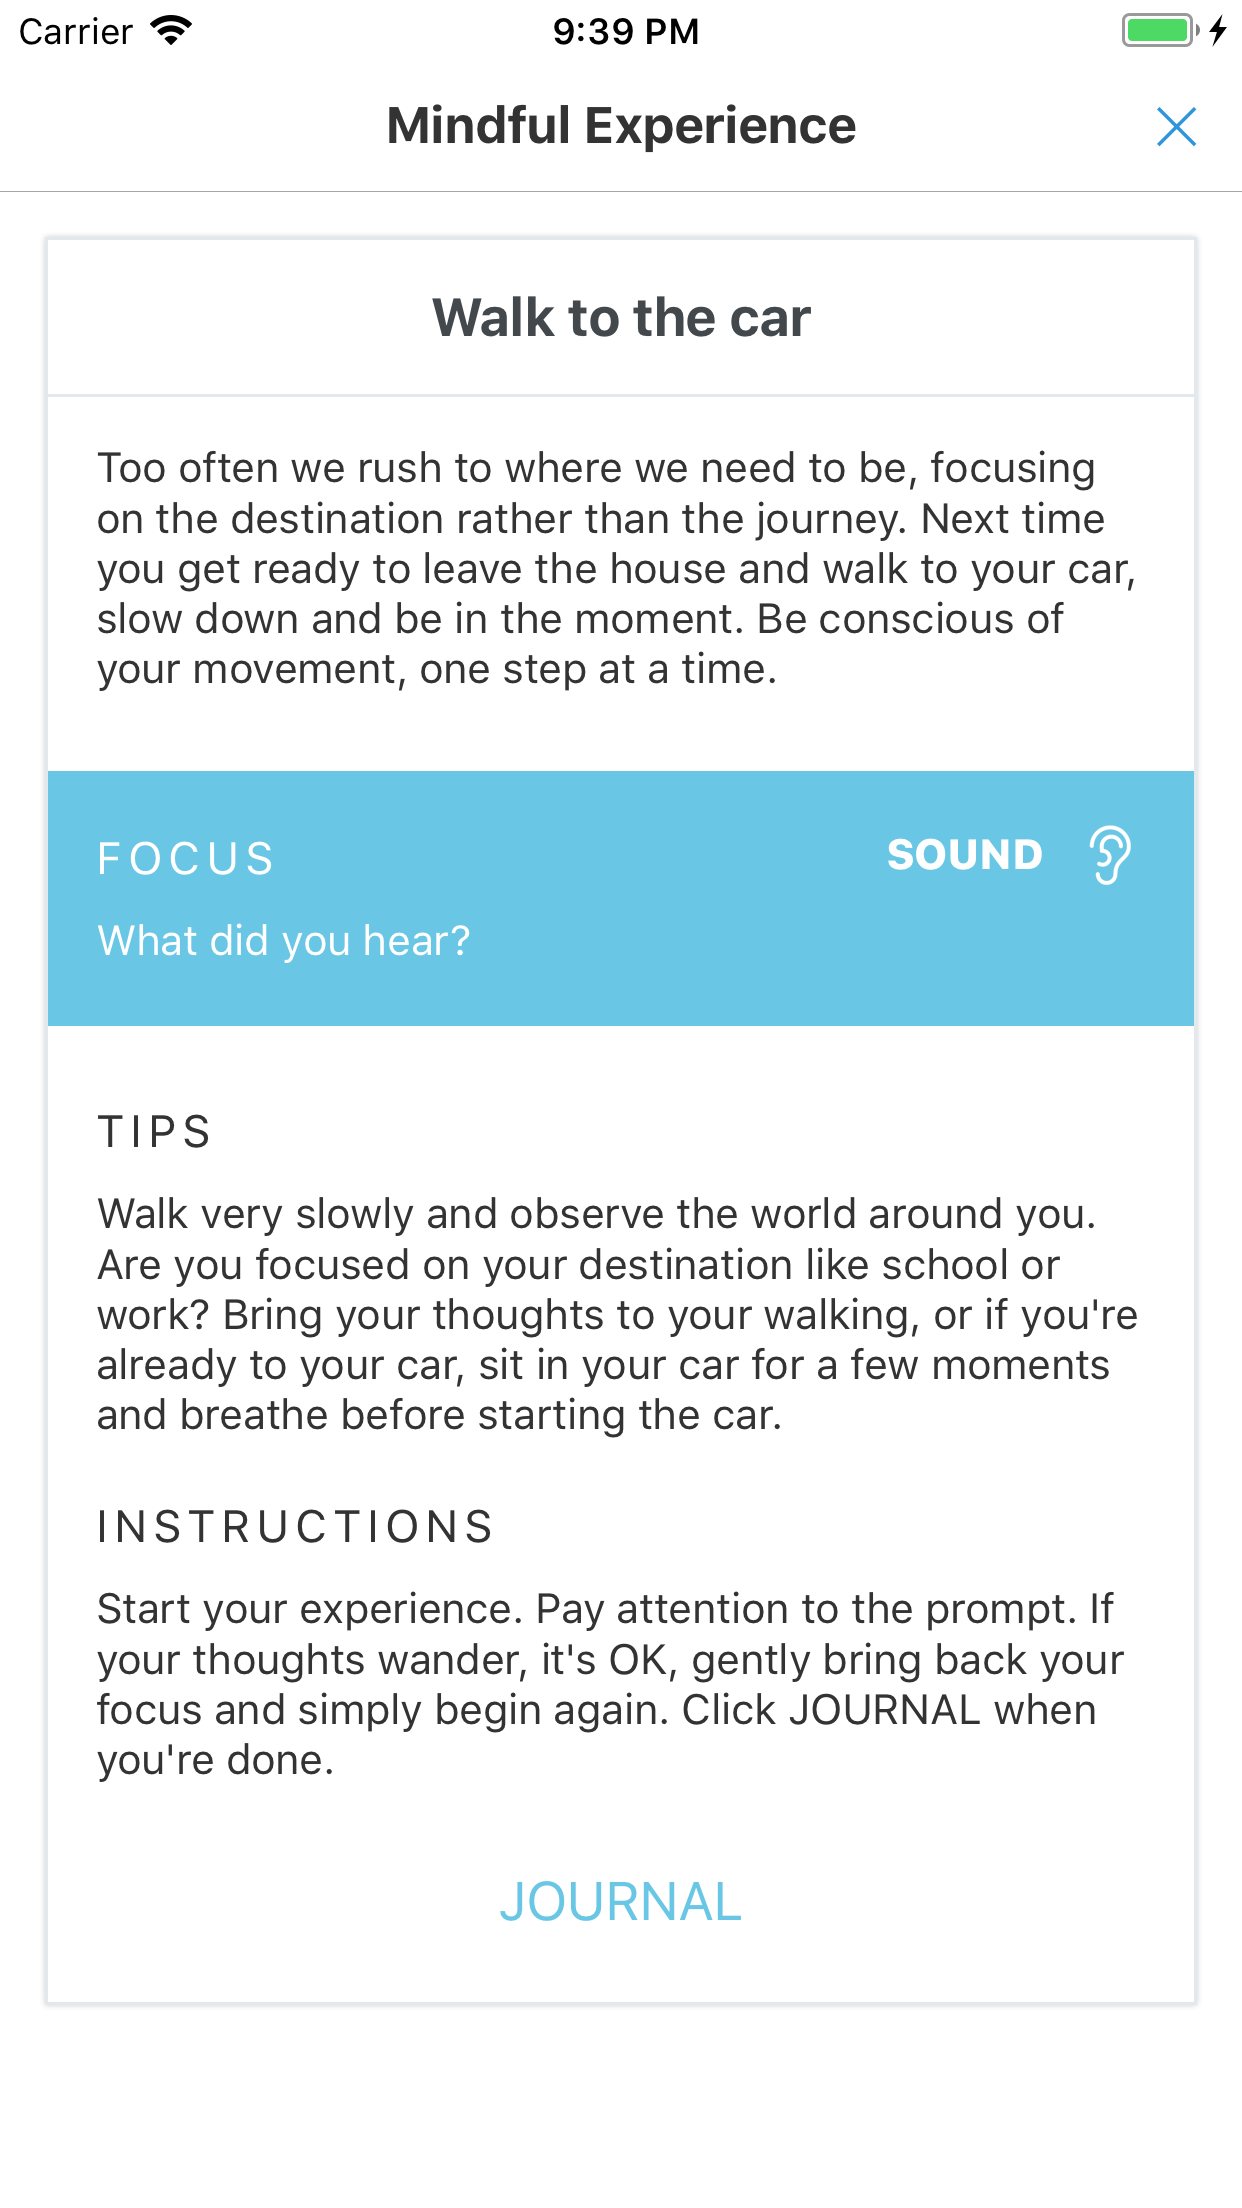 Carrier 9:39 PM
Mindful Experience
Walk to the car
Too often we rush to where we need to be, focusing
on the destination rather than the journey. Next time
you get ready to leave the house and walk to your car,
slow down and be in the moment. Be conscious of
your movement, one step at a time.
FOCUS SOUND
What did you hear?
TIPS
Walk very slowly and observe the world around you.
Are you focused on your destination like school or
work? Bring your thoughts to your walking, or if you're
already to your car, sit in your car for a few moments
and breathe before starting the car.
INSTRUCTIONS
Start your experience. Pay attention to the prompt. If
your thoughts wander, it's OK, gently bring back your
focus and simply begin again. Click JOURNAL when
you're done.
JOURNAL